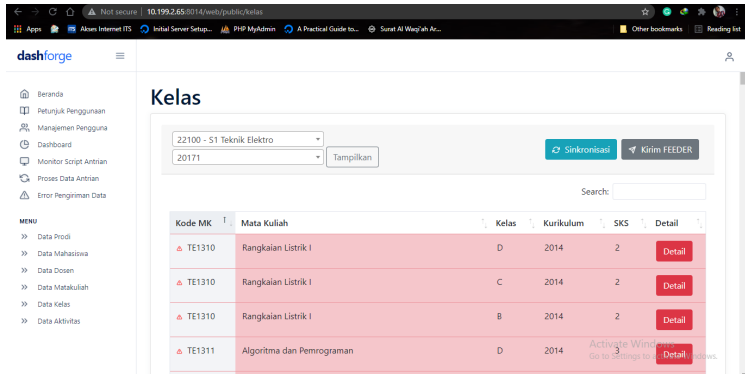 Not secure | 10.199.2.65:8014/web/public/kelas
Apps Akses Internet ITS Initial Server Setup... PHP MyAdmin A Practical Guide to... Surat Al Waqi'ah Ar... Other bookmarks Reading list
dashforge
Beranda
Petunjuk Penggunaan
Manajemen Pengguna
Dashboard
Monitor Script Antrian
Proses Data Antrian
Error Pengiriman Data
MENU
Data Prodi
Data Mahasiswa
Data Dosen
Data Matakuliah
Data Kelas
Data Aktivitas
Kelas
22100 - S1 Teknik Elektro
20171 Tampilkan
Sinkronisasi Kirim FEEDER
Search:
Kode MK Mata Kuliah Kelas Kurikulum SKS Detail
TE1310 Rangkaian Listrik I D 2014 2 Detail
TE1310 Rangkaian Listrik I C 2014 2 Detail
TE1310 Rangkaian Listrik I B 2014 2 Detail
TE1311 Algoritma dan Pemrograman D 2014 3 Detail
Activate Windows
Go to Settings to activate Windows.